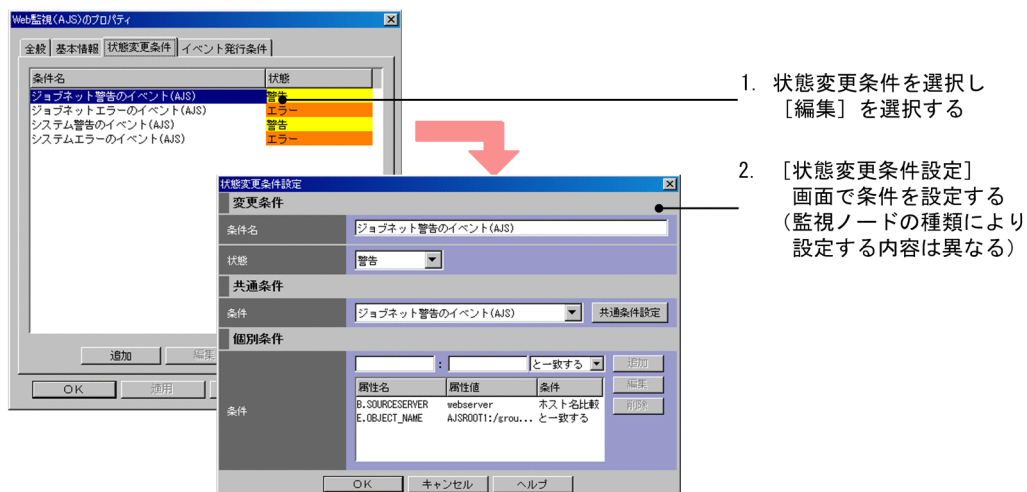 Web監視(AJS)のプロパティ
全般 基本情報 状態変更条件 イベント発行条件
条件名 状態
ジョブネット警告のイベント(AJS) 警告
ジョブネットエラーのイベント(AJS) エラー
システム警告のイベント(AJS) 警告
システムエラーのイベント(AJS) エラー
追加 編集
OK 適用
1. 状態変更条件を選択し
［編集］を選択する
状態変更条件設定
変更条件
条件名 ジョブネット警告のイベント(AJS)
状態 警告
共通条件
条件 ジョブネット警告のイベント(AJS) 共通条件設定
個別条件
: と一致する 追加
属性名 属性値 条件 編集
B.SOURCESERVER webserver ホスト名比較 削除
条件
E.OBJECT_NAME AJSROOT1:/grou... と一致する
OK キャンセル ヘルプ
2. ［状態変更条件設定］
画面で条件を設定する
（監視ノードの種類により
設定する内容は異なる）